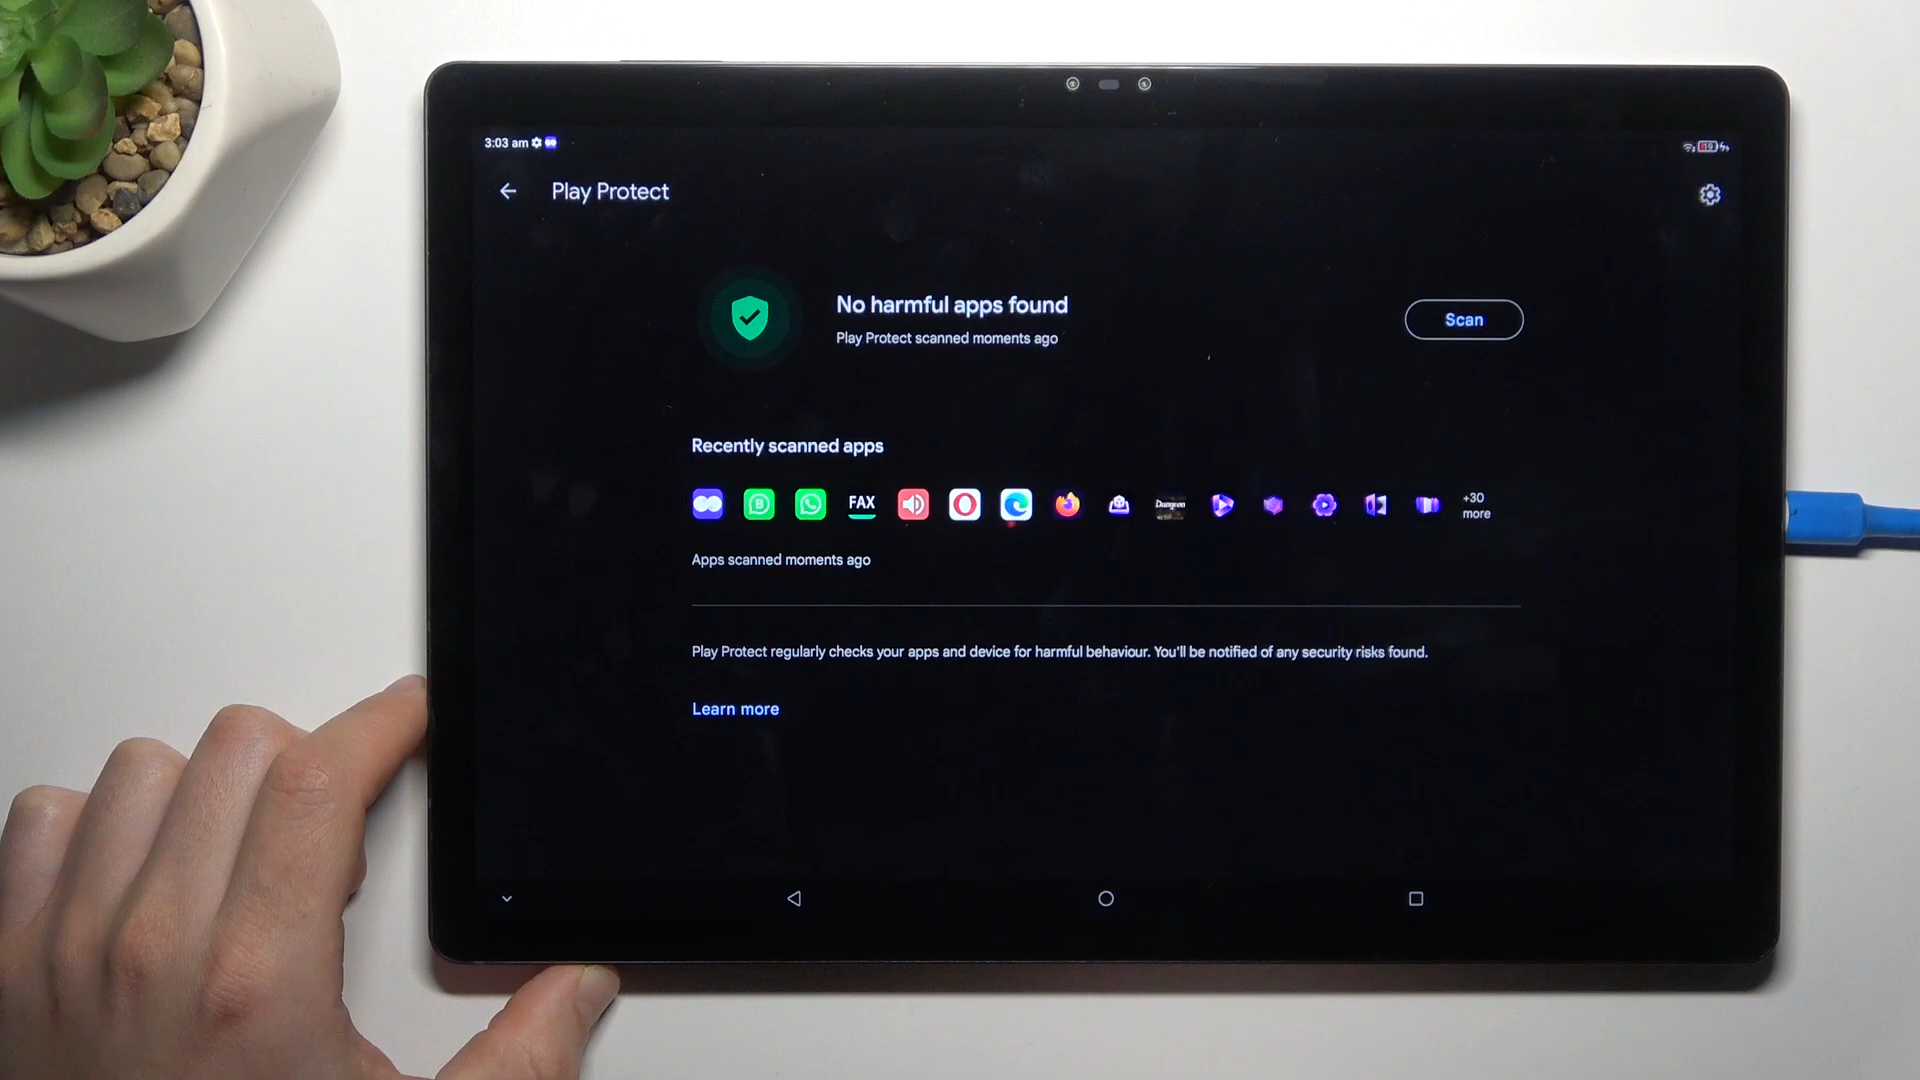 3:03 am
19
Play Protect
No harmful apps found
Play Protect scanned moments ago
Scan
Recently scanned apps
FAX
Dungeon
+30
more
Apps scanned moments ago
Play Protect regularly checks your apps and device for harmful behaviour. You'll be notified of any security risks found.
Learn more